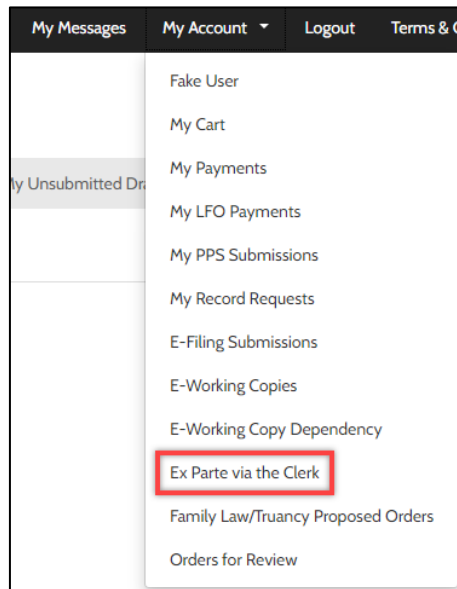 My Messages My Account Logout Terms &
Fake User
My Cart
My Payments
My Unsubmitted
My LFO Payments
My PPS Submissions
My Record Requests
E-Filing Submissions
E-Working Copies
E-Working Copy Dependency
Ex Parte via the Clerk
Family Law/Truancy Proposed Orders
Orders for Review